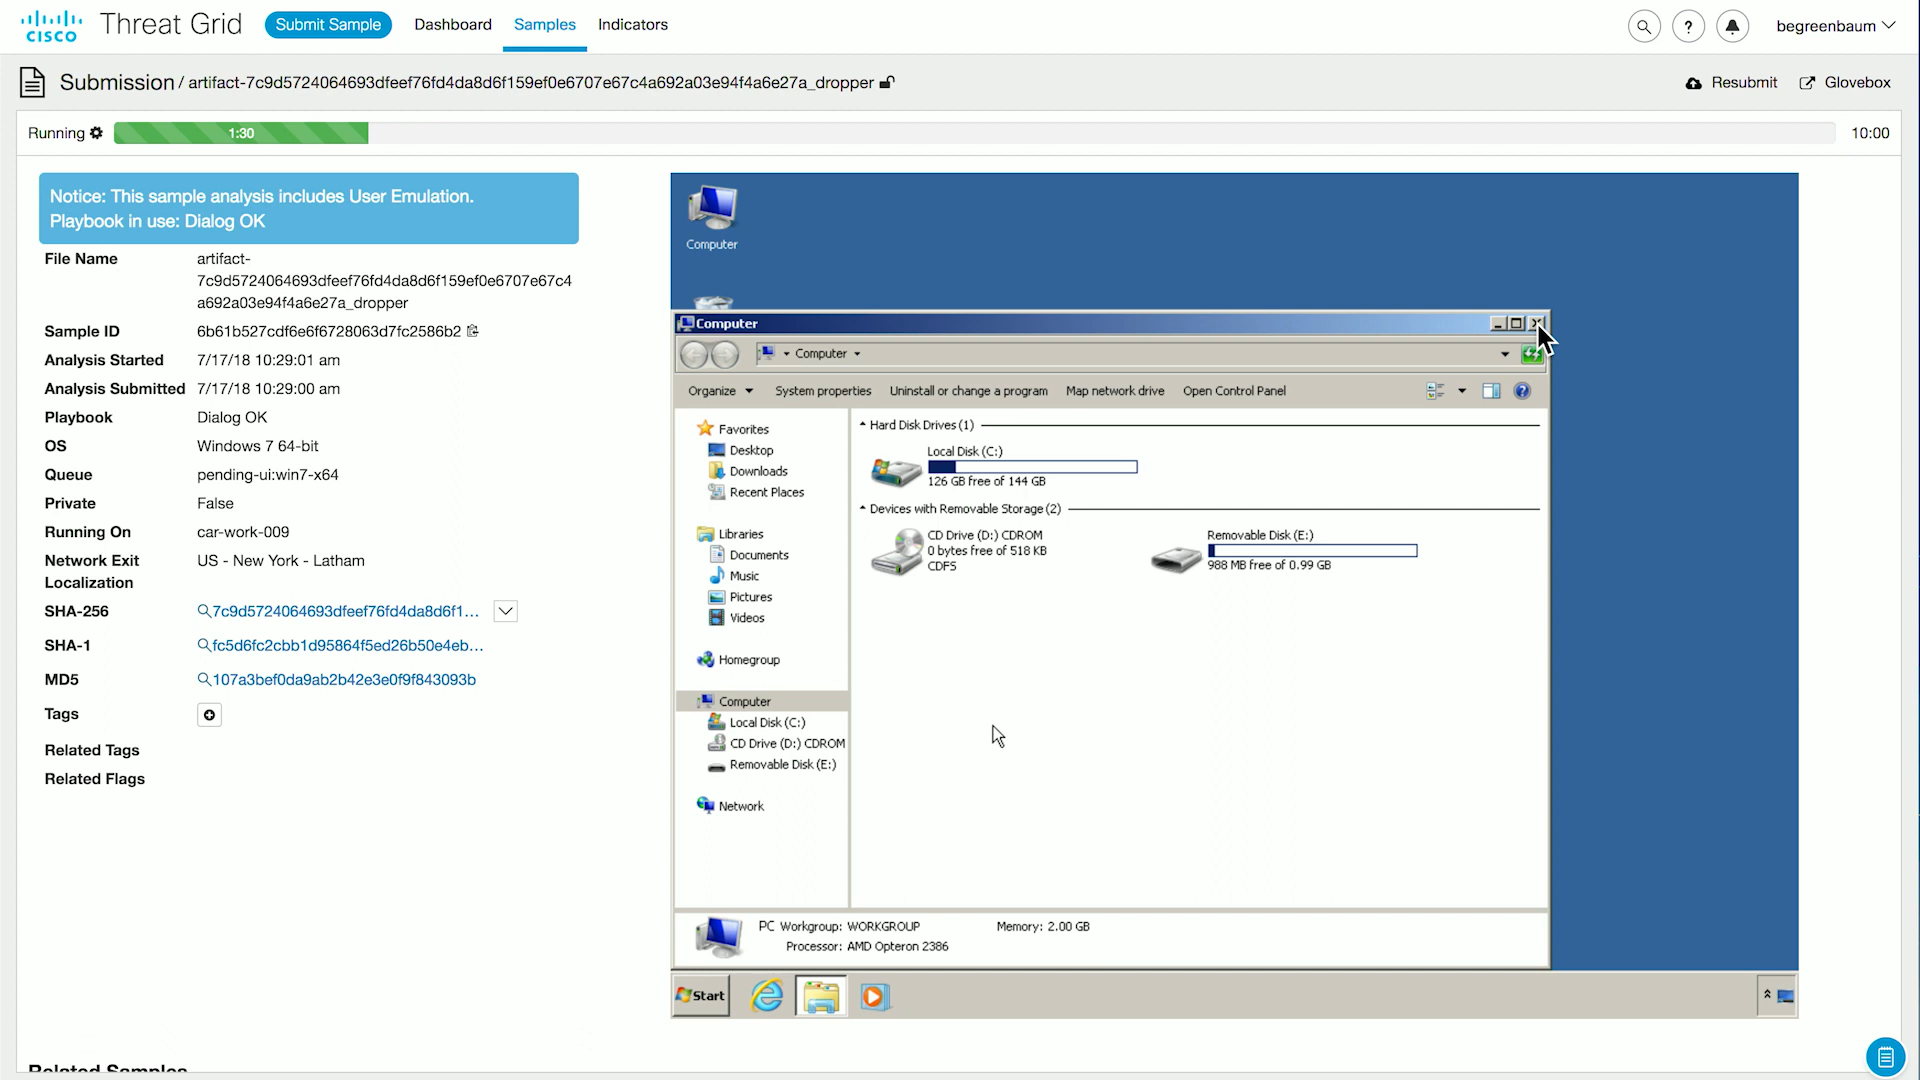 CISCO
Threat Grid
Submit Sample
Dashboard
Samples
Indicators
?
begreenbaum
Submission / artifact-7c9d5724064693dfeef76fd4da8d6f159ef0e6707e67c4a692a03e94f4a6e27a_dropper
Resubmit
Glovebox
Running
1:30
10:00
Notice: This sample analysis includes User Emulation.
Playbook in use: Dialog OK
File Name
artifact-
7c9d5724064693dfeef76fd4da8d6f159ef0e6707e67c4
a692a03e94f4a6e27a_dropper
Sample ID 6b61b527cdf6e6f6728063d7fc2586b2
Analysis Started 7/17/18 10:29:01 am
Analysis Submitted 7/17/18 10:29:00 am
Playbook Dialog OK
OS Windows 7 64-bit
Queue pending-ui:win7-x64
Private False
Running On car-work-009
Network Exit US - New York - Latham
Localization
SHA-256 7c9d5724064693dfeef76fd4da8d6f1...
SHA-1 fc5d6fc2cbb1d95864f5ed26b50e4eb...
MD5 107a3bef0da9ab2b42e3e0f9f843093b
Tags
Related Tags
Related Flags
Related Samples
Computer
Computer
Computer
Organize
System properties
Uninstall or change a program
Map network drive
Open Control Panel
Favorites
Desktop
Downloads
Recent Places
Libraries
Documents
Music
Pictures
Videos
Homegroup
Computer
Local Disk (C:)
CD Drive (D:) CDROM
Removable Disk (E:)
Network
Hard Disk Drives (1)
Local Disk (C:)
126 GB free of 144 GB
Devices with Removable Storage (2)
CD Drive (D:) CDROM
0 bytes free of 518 KB
CDFS
Removable Disk (E:)
988 MB free of 0.99 GB
PC Workgroup: WORKGROUP
Memory: 2.00 GB
Processor: AMD Opteron 2386
Start